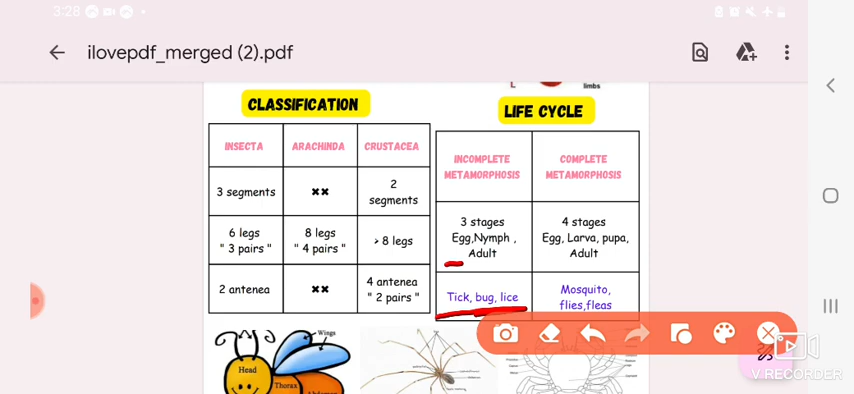 3:28
ilovepdf_merged (2).pdf
L
limbs
CLASSIFICATION
LIFE CYCLE
INSECTA
ARACHINDA
CRUSTACEA
3 segments
××
2
segments
6 legs
" 3 pairs "
8 legs
" 4 pairs "
> 8 legs
2 antenea
××
4 antenea
" 2 pairs "
INCOMPLETE
METAMORPHOSIS
COMPLETE
METAMORPHOSIS
3 stages
Egg,Nymph ,
Adult
4 stages
Egg, Larva, pupa,
Adult
Tick, bug, lice
Mosquito,
flies,fleas
Wings
Head
Thorax
V RECORDER